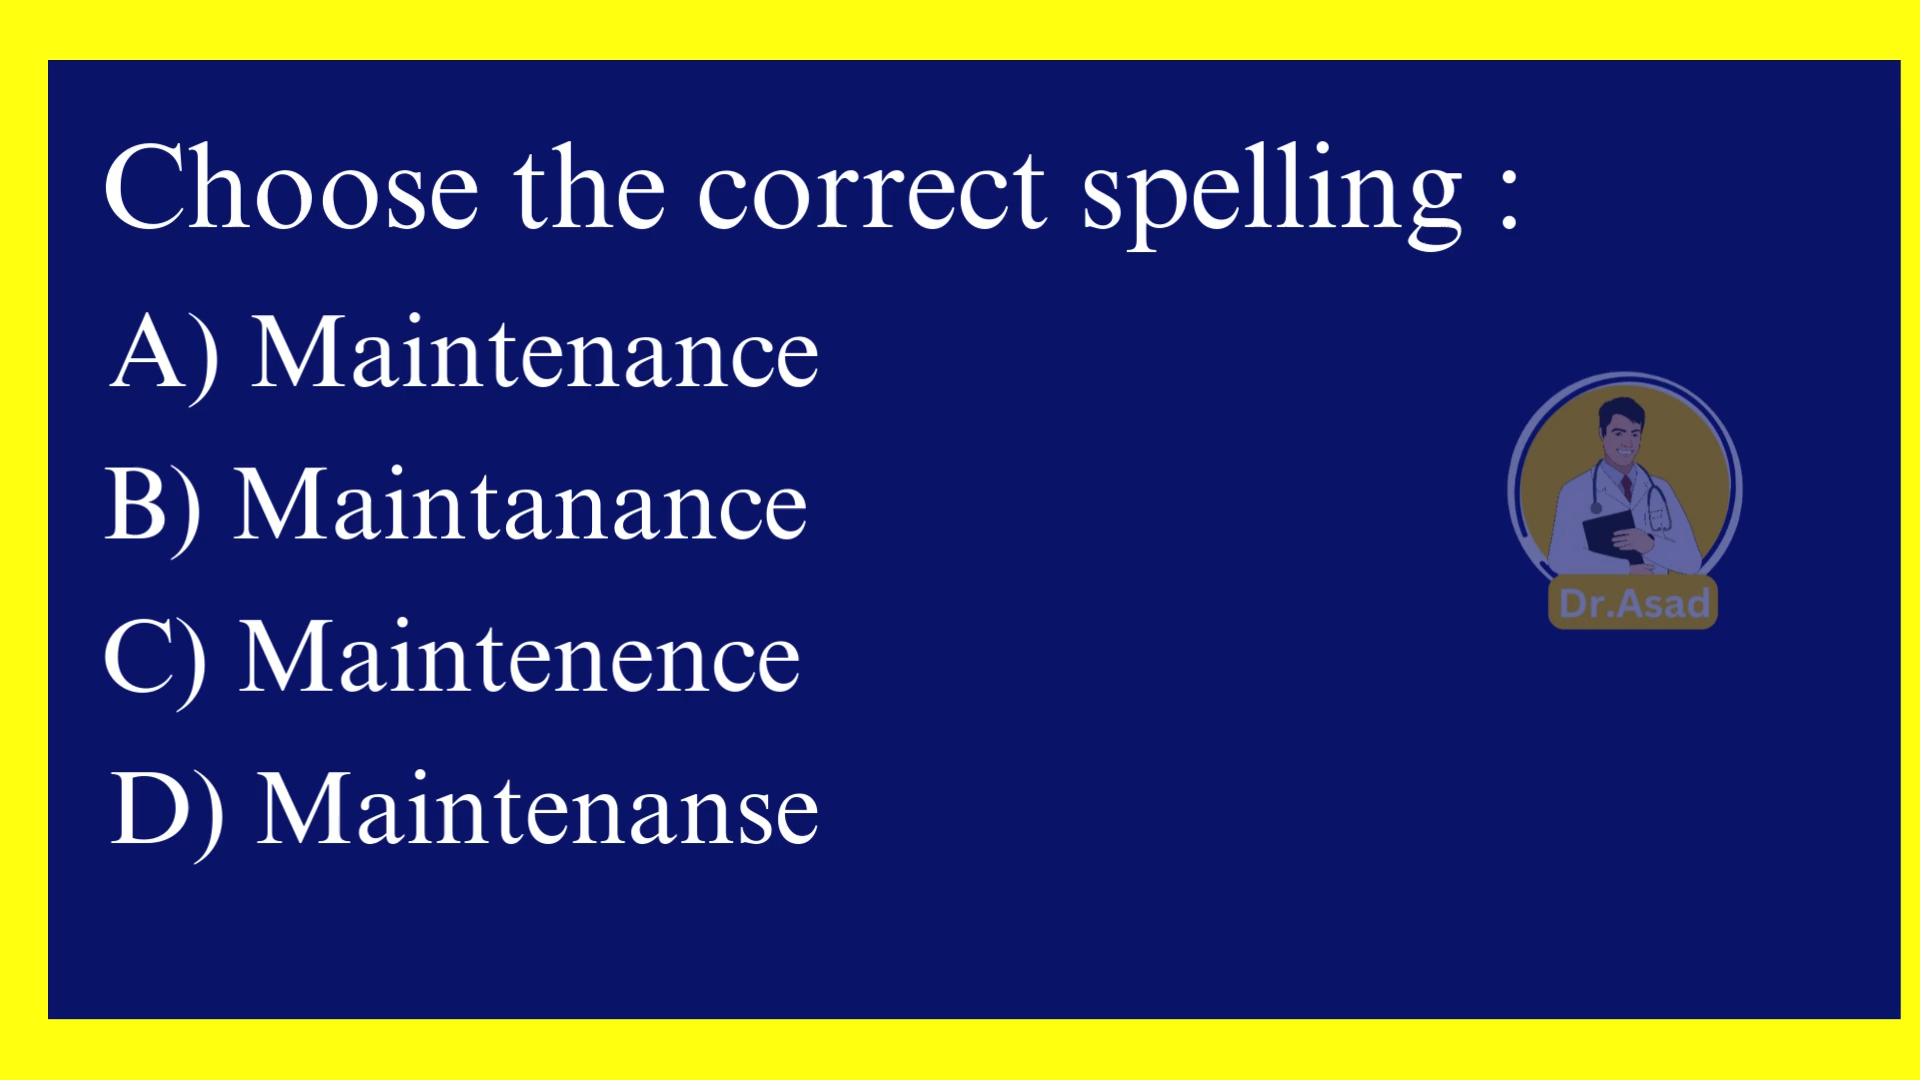 Choose the correct spelling :
A) Maintenance
B) Maintanance
C) Maintenence
D) Maintenanse
Dr.Asad